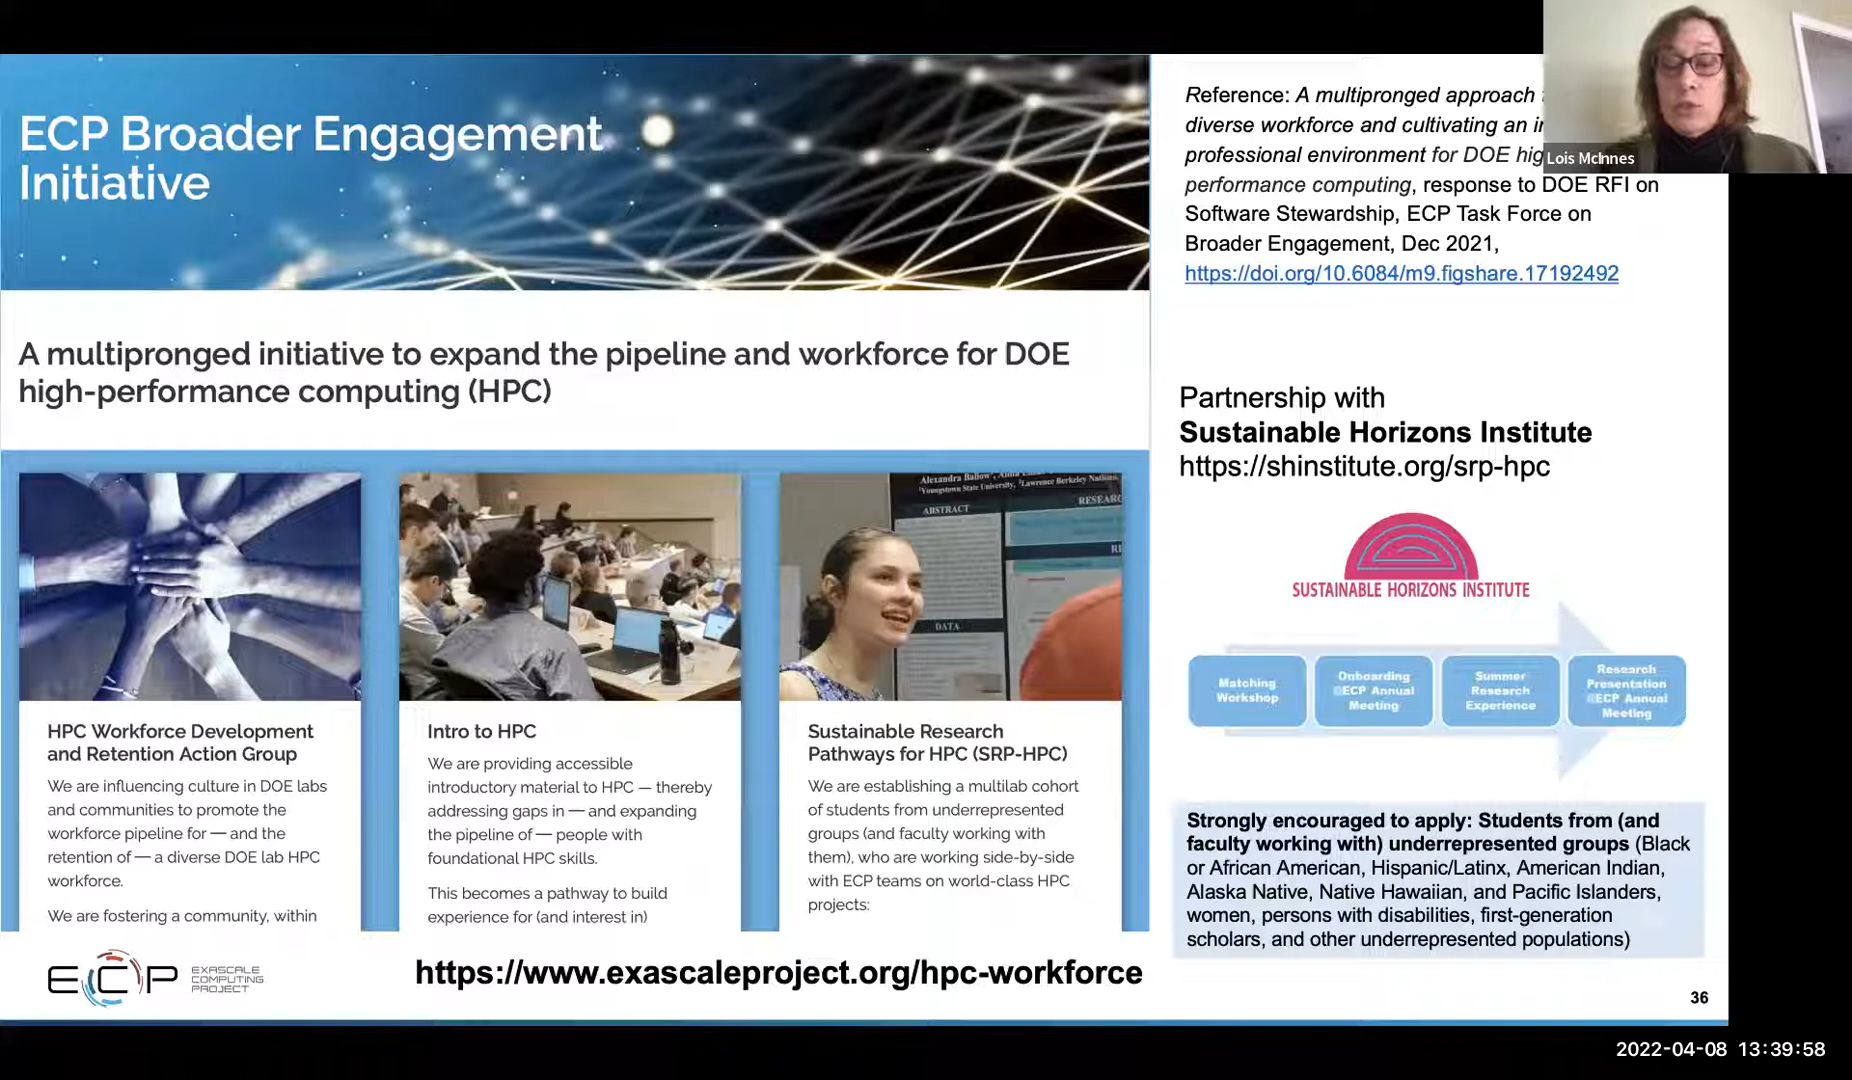 ECP Broader Engagement
Initiative
A multipronged initiative to expand the pipeline and workforce for DOE
high-performance computing (HPC)
Alexandra Ballow
Youngstown State University, Lawrence Berkeley
ABSTRACT
DATA
HPC Workforce Development
and Retention Action Group
We are influencing culture in DOE labs
and communities to promote the
workforce pipeline for — and the
retention of — a diverse DOE lab HPC
workforce.
We are fostering a community, within
Intro to HPC
We are providing accessible
introductory material to HPC — thereby
addressing gaps in — and expanding
the pipeline of — people with
foundational HPC skills.
This becomes a pathway to build
experience for (and interest in)
Sustainable Research
Pathways for HPC (SRP-HPC)
We are establishing a multilab cohort
of students from underrepresented
groups (and faculty working with
them), who are working side-by-side
with ECP teams on world-class HPC
projects:
ECP
EXASCALE
COMPUTING
PROJECT
https://www.exascaleproject.org/hpc-workforce
Reference: A multipronged approach
diverse workforce and cultivating an
professional environment for DOE
performance computing, response to DOE RFI on
Software Stewardship, ECP Task Force on
Broader Engagement, Dec 2021,
https://doi.org/10.6084/m9.figshare.17192492
Lois McInnes
Partnership with
Sustainable Horizons Institute
https://shinstitute.org/srp-hpc
SUSTAINABLE HORIZONS INSTITUTE
Matching
Workshop
Onboarding
@ECP Annual
Meeting
Summer
Research
Experience
Research
Presentation
@ECP Annual
Meeting
Strongly encouraged to apply: Students from (and
faculty working with) underrepresented groups (Black
or African American, Hispanic/Latinx, American Indian,
Alaska Native, Native Hawaiian, and Pacific Islanders,
women, persons with disabilities, first-generation
scholars, and other underrepresented populations)
36
2022-04-08 13:39:58